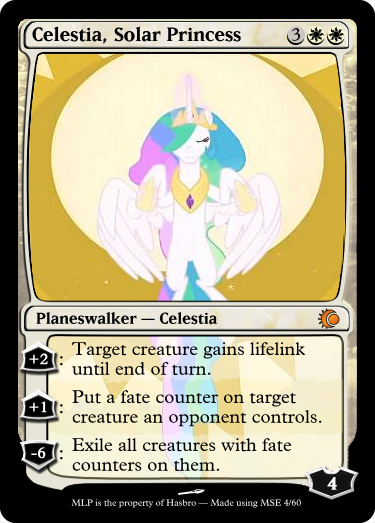 Celestia, Solar Princess 3
Planeswalker — Celestia
+2: Target creature gains lifelink
until end of turn.
+1: Put a fate counter on target
creature an opponent controls.
-6: Exile all creatures with fate
counters on them.
4
MLP is the property of Hasbro — Made using MSE 4/60